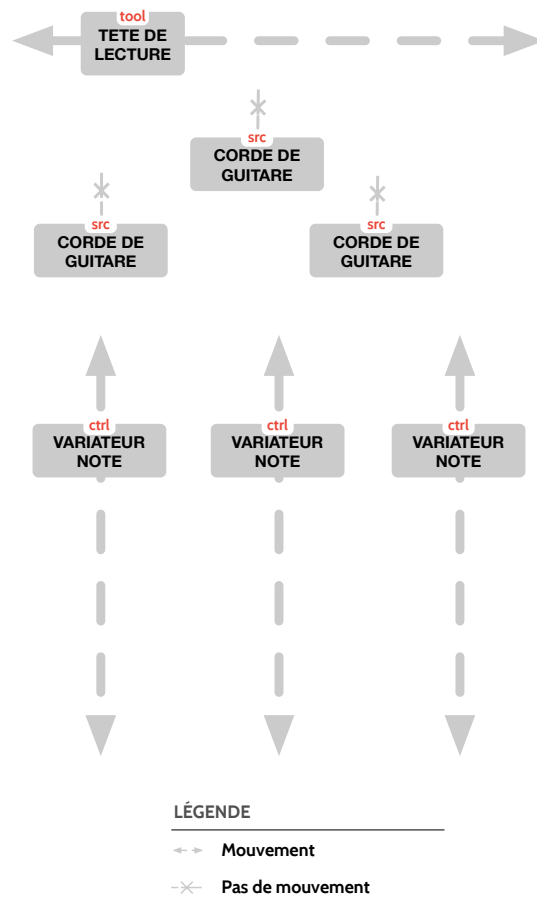 tool
TETE DE
LECTURE
src
CORDE DE
GUITARE
src
CORDE DE
GUITARE
src
CORDE DE
GUITARE
ctrl
VARIATEUR
NOTE
ctrl
VARIATEUR
NOTE
ctrl
VARIATEUR
NOTE
LÉGENDE
Mouvement
Pas de mouvement